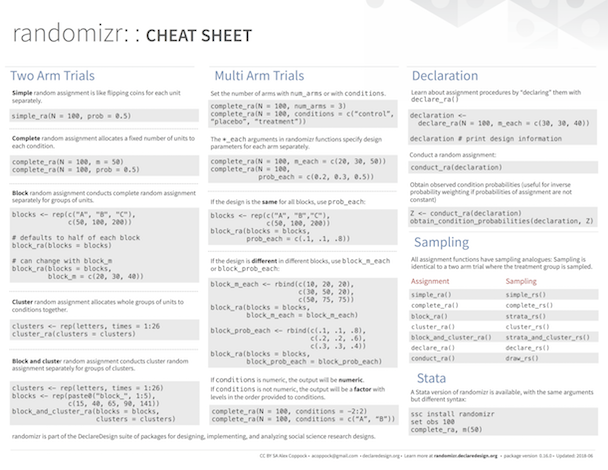 randomizr: : CHEAT SHEET
Two Arm Trials
Simple random assignment is like flipping coins for each unit
separately.
simple_ra(N = 100, prob = 0.5)
Complete random assignment allocates a fixed number of units to
each condition.
complete_ra(N = 100, m = 50)
complete_ra(N = 100, prob = 0.5)
Block random assignment conducts complete random assignment
separately for groups of units.
blocks <- rep(c("A", "B","C"),
c(50, 100, 200))
# defaults to half of each block
block_ra(blocks = blocks)
# can change with block_m
block_ra(blocks = blocks,
block_m = c(20, 30, 40))
Cluster random assignment allocates whole groups of units to
conditions together.
clusters <- rep(letters, times = 1:26)
cluster_ra(clusters = clusters)
Block and cluster random assignment conducts cluster random
assignment separately for groups of clusters.
clusters <- rep(letters, times = 1:26)
blocks <- rep(paste0("block_", 1:5),
c(15, 40, 65, 90, 141))
block_and_cluster_ra(blocks = blocks,
clusters = clusters)
Multi Arm Trials
Set the number of arms with num_arms or with conditions.
complete_ra(N = 100, num_arms = 3)
complete_ra(N = 100, conditions = c("control",
"placebo", "treatment"))
The *_each arguments in randomizr functions specify design
parameters for each arm separately.
complete_ra(N = 100, m_each = c(20, 30, 50))
complete_ra(N = 100,
prob_each = c(0.2, 0.3, 0.5))
If the design is the same for all blocks, use prob_each:
blocks <- rep(c("A", "B","C"),
c(50, 100, 200))
block_ra(blocks = blocks,
prob_each = c(.1, .1, .8))
If the design is different in different blocks, use block_m_each
or block_prob_each:
block_m_each <- rbind(c(10, 20, 20),
c(30, 50, 20),
c(50, 75, 75))
block_ra(blocks = blocks,
block_m_each = block_m_each)
block_prob_each <- rbind(c(.1, .1, .8),
c(.2, .2, .6),
c(.3, .3, .4))
block_ra(blocks = blocks,
block_prob_each = block_prob_each)
If conditions is numeric, the output will be numeric.
If conditions is not numeric, the output will be a factor with
levels in the order provided to conditions.
complete_ra(N = 100, conditions = -2:2)
complete_ra(N = 100, conditions = c("A", "B"))
Declaration
Learn about assignment procedures by "declaring" them with
declare_ra()
declaration <-
declare_ra(N = 100, m_each = c(30, 30, 40))
declaration # print design information
Conduct a random assignment:
conduct_ra(declaration)
Obtain observed condition probabilities (useful for inverse
probability weighting if probabilities of assignment are not
constant)
Z <- conduct_ra(declaration)
obtain_condition_probabilities(declaration, Z)
Sampling
All assignment functions have sampling analogues: Sampling is
identical to a two arm trial where the treatment group is sampled.
Assignment Sampling
simple_ra() simple_rs()
complete_ra() complete_rs()
block_ra() strata_rs()
cluster_ra() cluster_rs()
block_and_cluster_ra() strata_and_cluster_rs()
declare_ra() declare_rs()
conduct_ra() draw_rs()
Stata
A Stata version of randomizr is available, with the same arguments
but different syntax:
ssc install randomizr
set obs 100
complete_ra, m(50)
randomizr is part of the DeclareDesign suite of packages for designing, implementing, and analyzing social science research designs.
CC BY SA Alex Coppock • acoppock@gmail.com • declaredesign.org • Learn more at randomizr.declaredesign.org • package version 0.16.0 • Updated: 2018-06